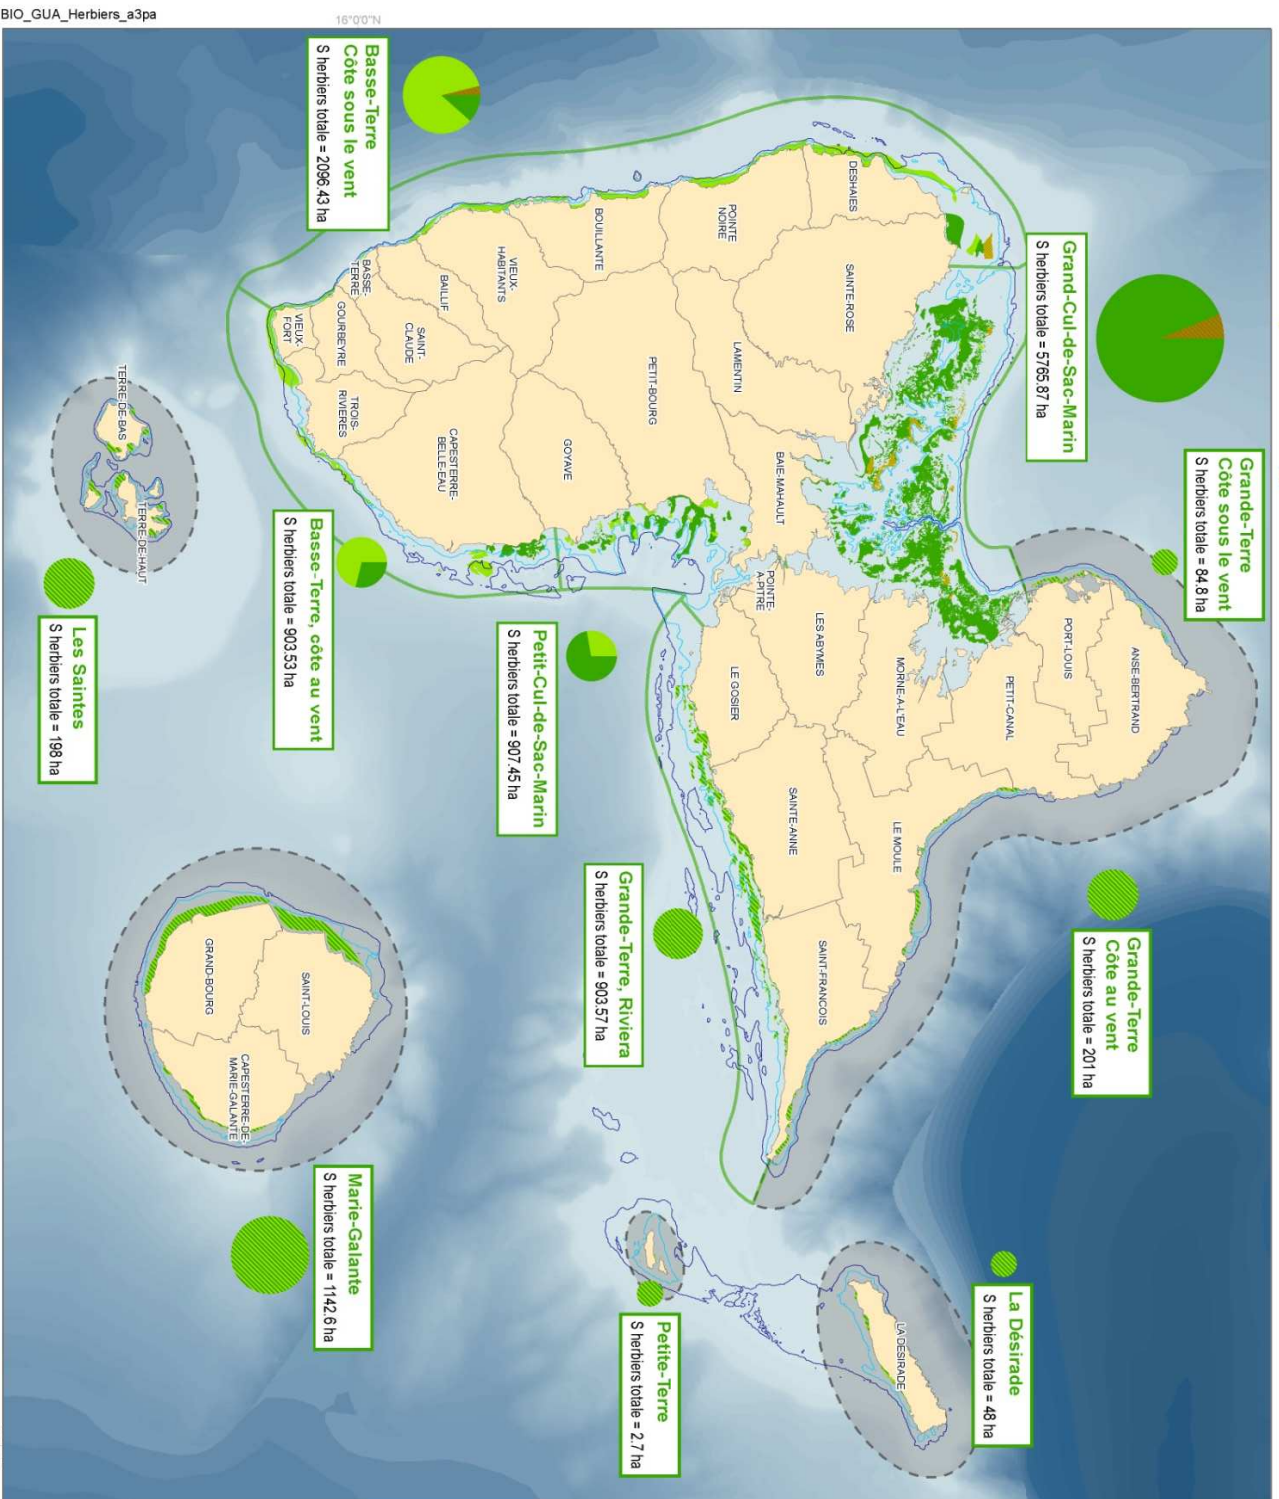 BIO_GUA_Herbiers_a3pa
16°0'0"N
Grande-Terre
Côte sous le vent
S herbiers totale = 84.8 ha
Grande-Terre
Côte au vent
S herbiers totale = 201 ha
La Désirade
S herbiers totale = 48 ha
Grand-Cul-de-Sac-Marin
S herbiers totale = 5765.87 ha
Basse-Terre
Côte sous le vent
S herbiers totale = 2096.43 ha
Petit-Cul-de-Sac-Marin
S herbiers totale = 907.45 ha
Grande-Terre, Riviera
S herbiers totale = 903.57 ha
Petite-Terre
S herbiers totale = 2.7 ha
Basse-Terre, côte au vent
S herbiers totale = 903.53 ha
Marie-Galante
S herbiers totale = 1142.6 ha
Les Saintes
S herbiers totale = 198 ha
ANSE-BERTRAND
PORT-LOUIS
PETIT-CANAL
MORNE-A-L'EAU
LE MOULE
LES ABYMES
POINTE-
A-PITRE
LE GOSIER
SAINTE-ANNE
SAINT-FRANCOIS
LA DESIRADE
DESHAIES
SAINTE-ROSE
POINTE
NOIRE
LAMENTIN
BAIE-MAHAULT
BOUILLANTE
PETIT-BOURG
VIEUX-
HABITANTS
GOYAVE
BAILLIF
SAINT-
CLAUDE
CAPESTERRE-
BELLE-EAU
BASSE-
TERRE
GOURBEYRE
TROIS-
RIVIERES
VIEUX-
FORT
TERRE-DE-BAS
TERRE-DE-HAUT
SAINT-LOUIS
GRAND-BOURG
CAPESTERRE-DE-
MARIE-GALANTE